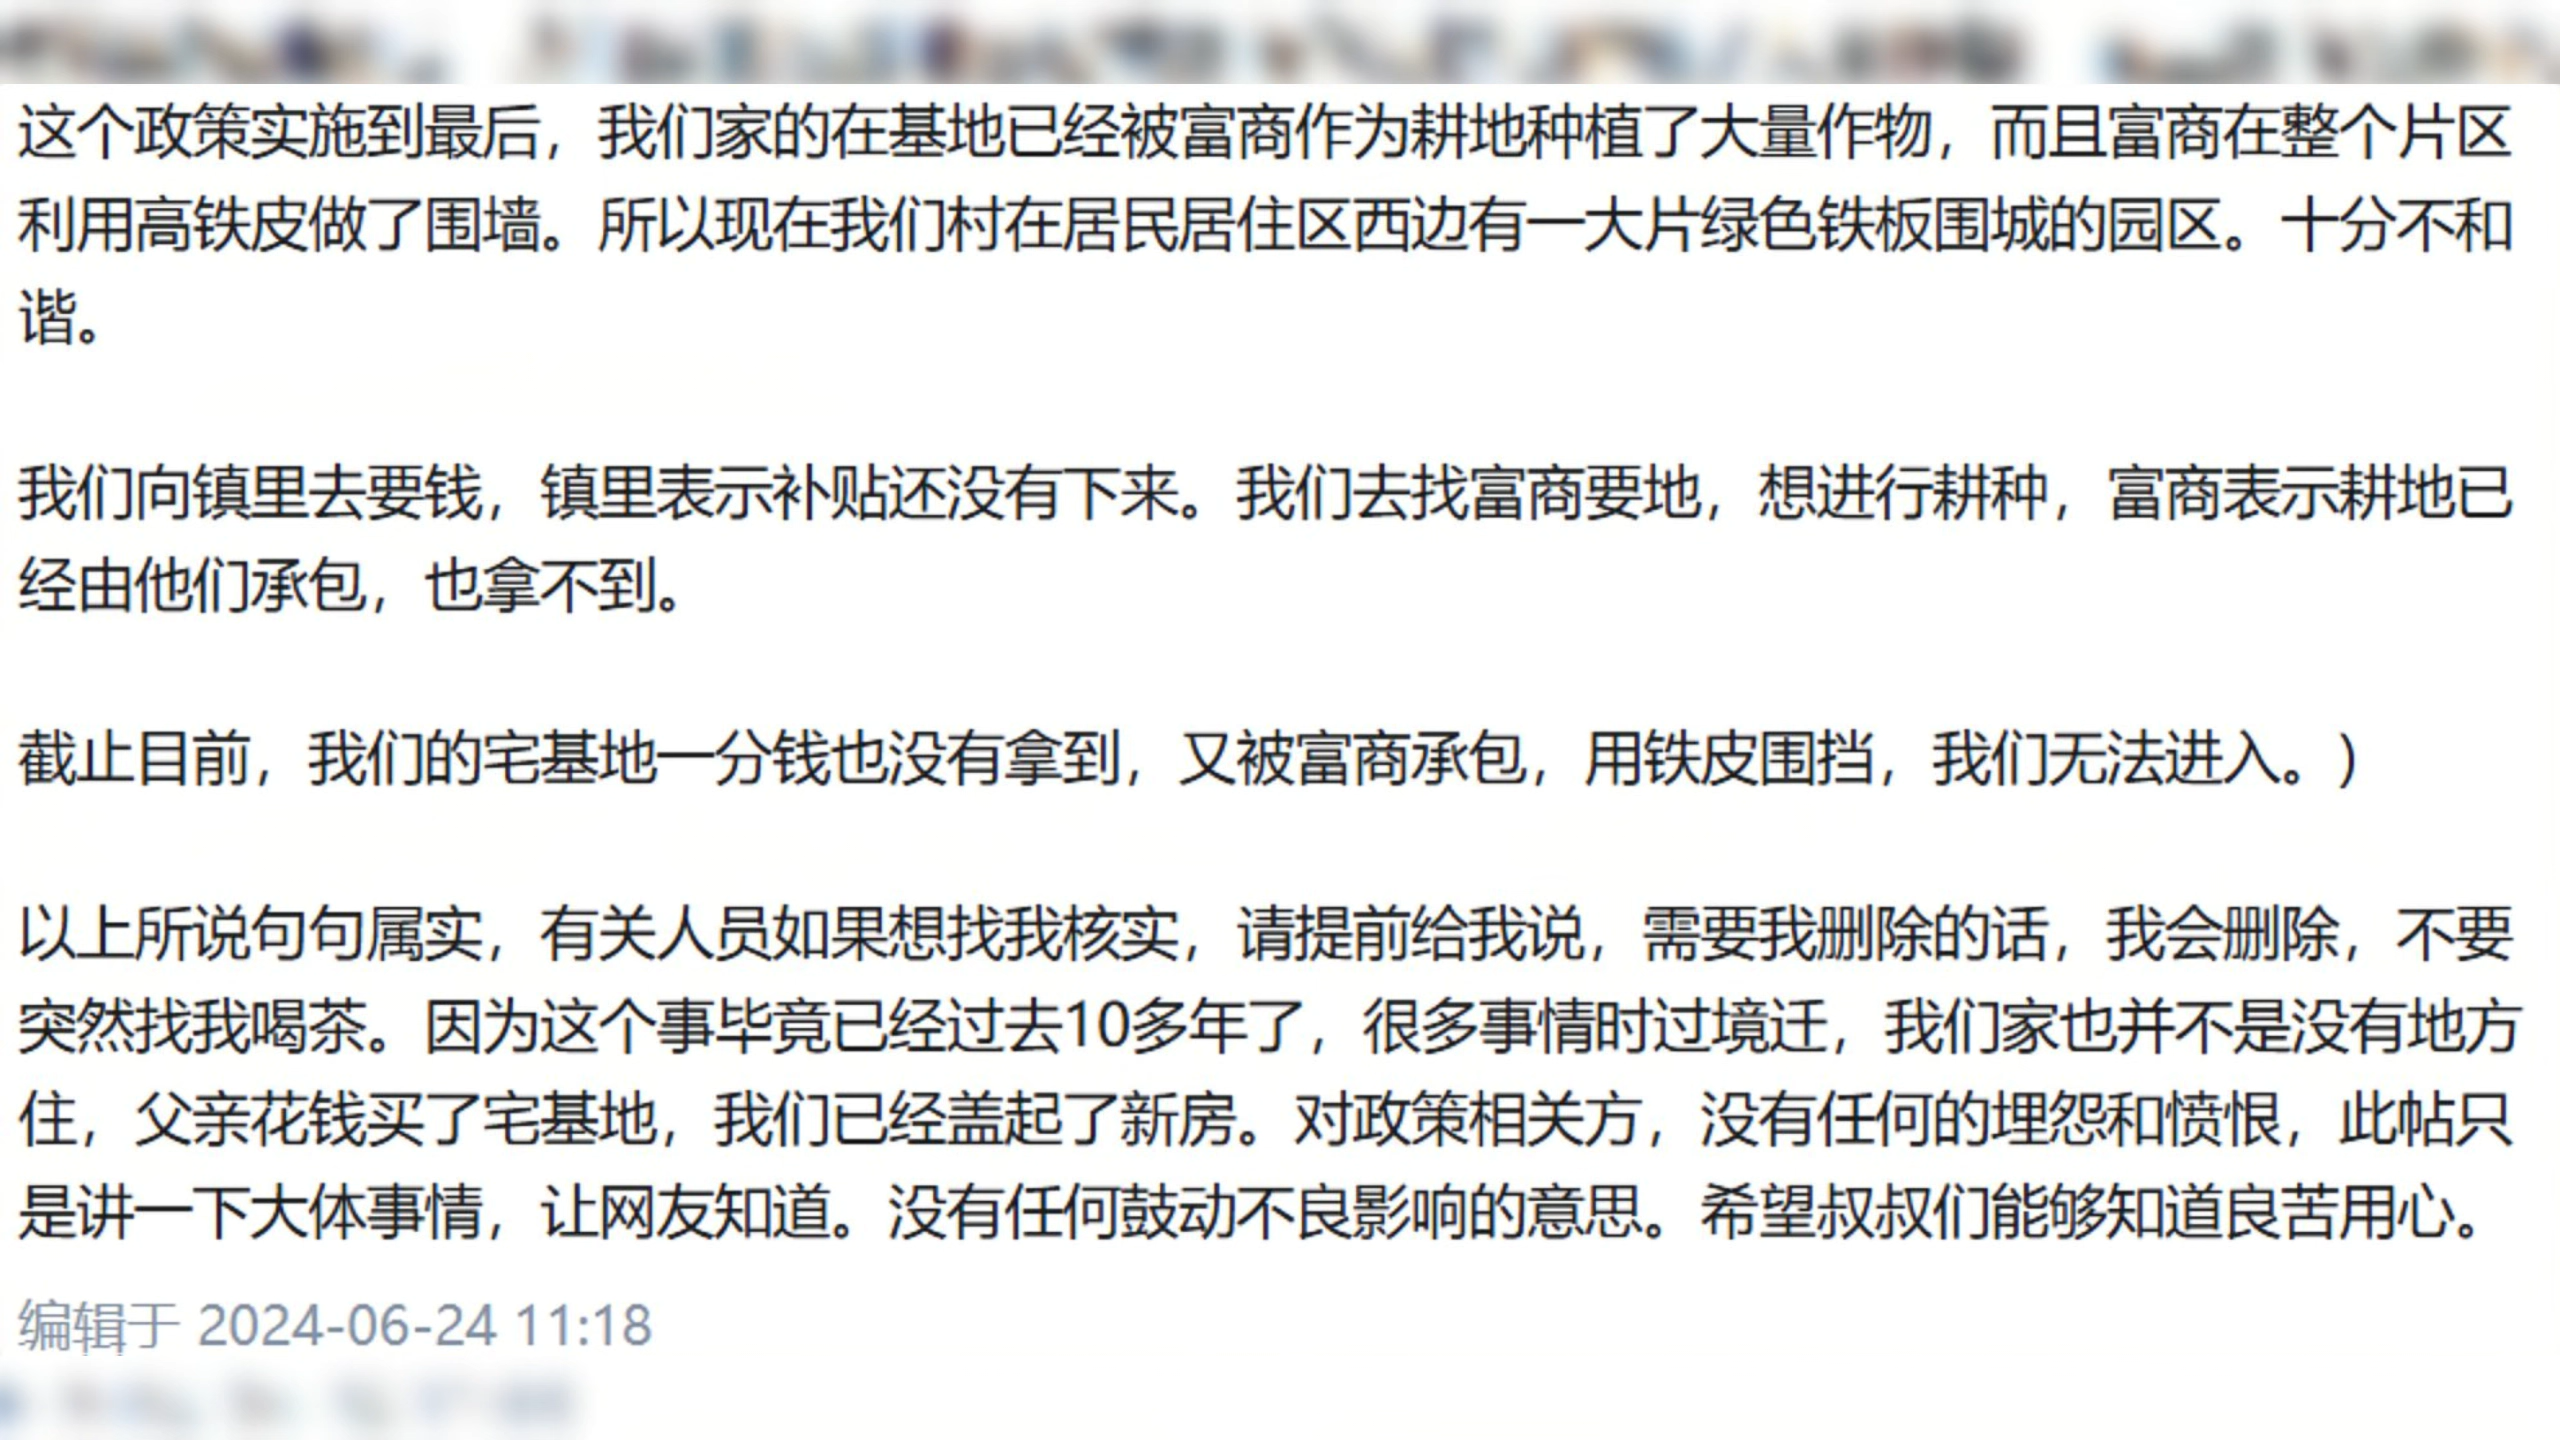 这个政策实施到最后，我们家的在基地已经被富商作为耕地种植了大量作物，而且富商在整个片区
利用高铁皮做了围墙。所以现在我们村在居民居住区西边有一大片绿色铁板围城的园区。十分不和
谐。
我们向镇里去要钱，镇里表示补贴还没有下来。我们去找富商要地，想进行耕种，富商表示耕地已
经由他们承包，也拿不到。
截止目前，我们的宅基地一分钱也没有拿到，又被富商承包，用铁皮围挡，我们无法进入。)
以上所说句句属实，有关人员如果想找我核实，请提前给我说，需要我删除的话，我会删除，不要
突然找我喝茶。因为这个事毕竟已经过去10多年了，很多事情时过境迁，我们家也并不是没有地方
住，父亲花钱买了宅基地，我们已经盖起了新房。对政策相关方，没有任何的埋怨和愤恨，此帖只
是讲一下大体事情，让网友知道。没有任何鼓动不良影响的意思。希望叔叔们能够知道良苦用心。
编辑于 2024-06-24 11:18